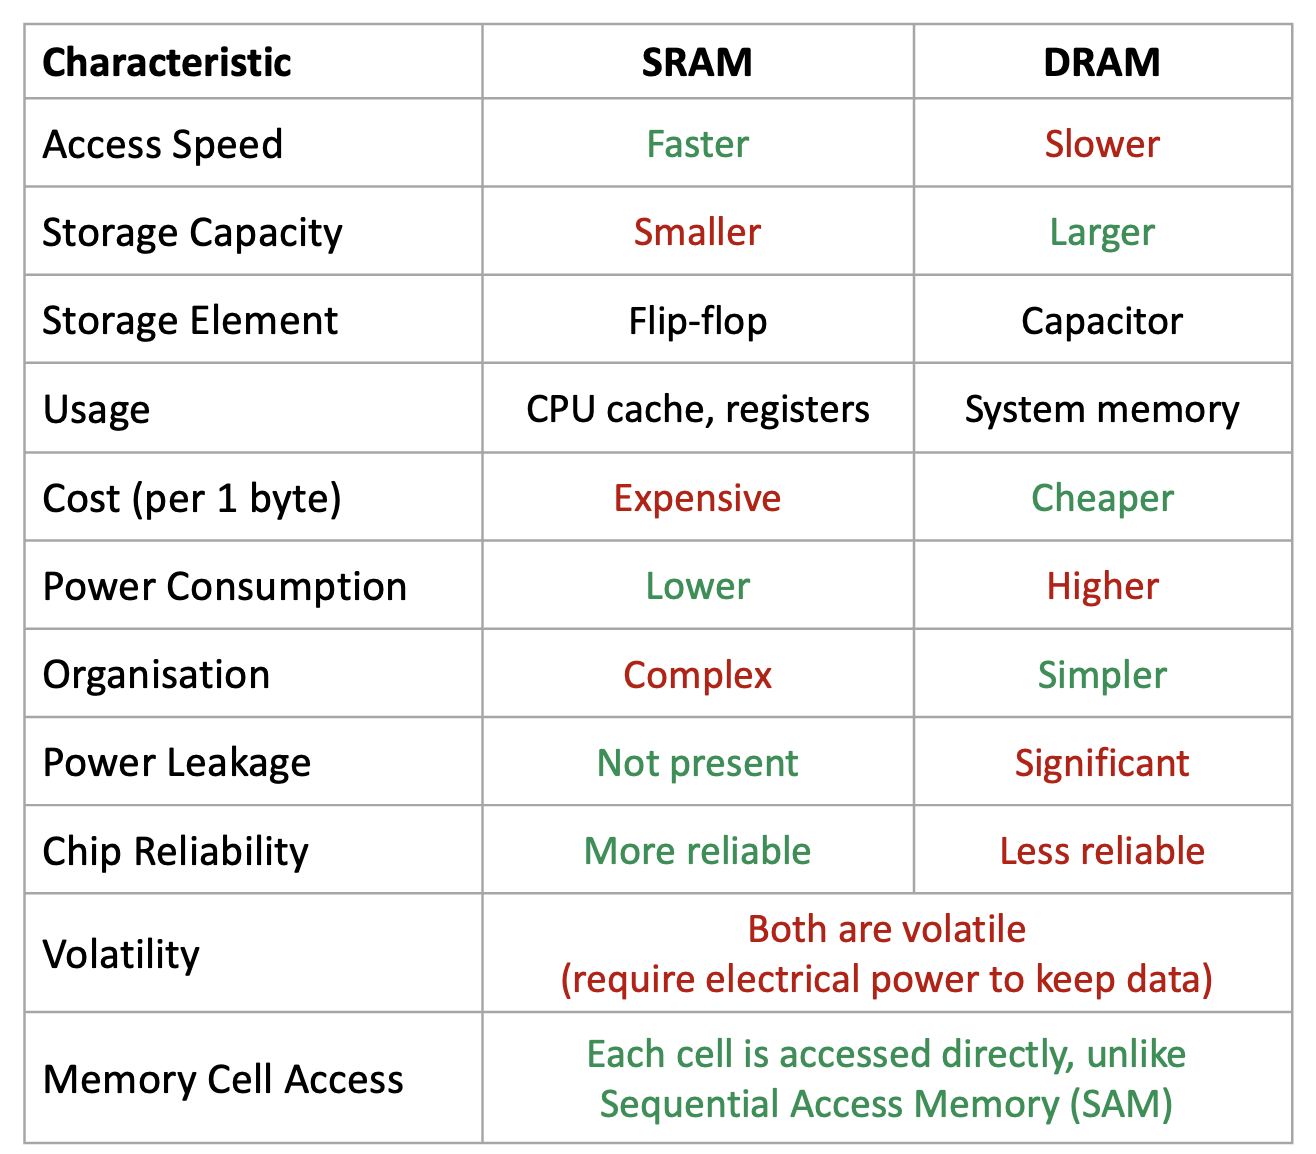 Characteristic SRAM DRAM
Access Speed Faster Slower
Storage Capacity Smaller Larger
Storage Element Flip-flop Capacitor
Usage CPU cache, registers System memory
Cost (per 1 byte) Expensive Cheaper
Power Consumption Lower Higher
Organisation Complex Simpler
Power Leakage Not present Significant
Chip Reliability More reliable Less reliable
Volatility
Both are volatile
(require electrical power to keep data)
Memory Cell Access
Each cell is accessed directly, unlike
Sequential Access Memory (SAM)